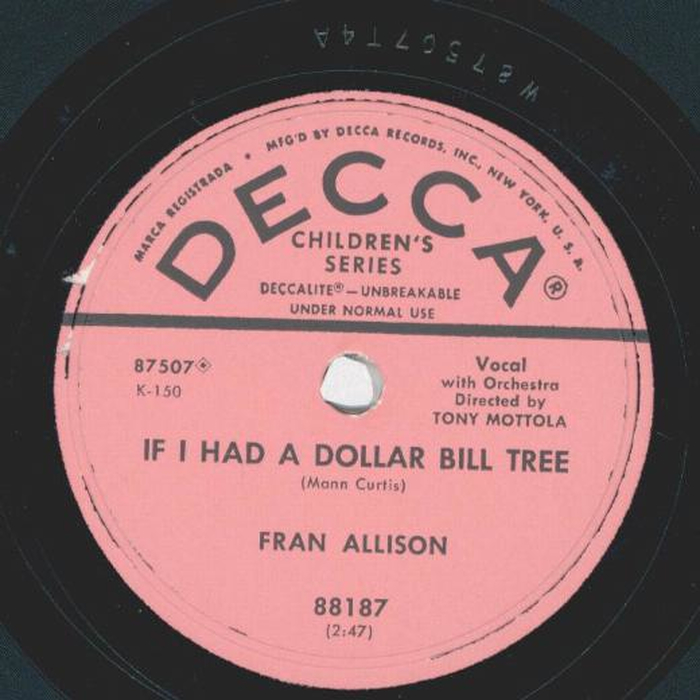 W87507T4A
MARCA REGISTRADA • MFG'D BY DECCA RECORDS, INC., NEW YORK, U. S. A.
DECCA®
CHILDREN'S
SERIES
DECCALITE®—UNBREAKABLE
UNDER NORMAL USE
87507
K-150
Vocal
with Orchestra
Directed by
TONY MOTTOLA
IF I HAD A DOLLAR BILL TREE
(Mann Curtis)
FRAN ALLISON
88187
(2:47)